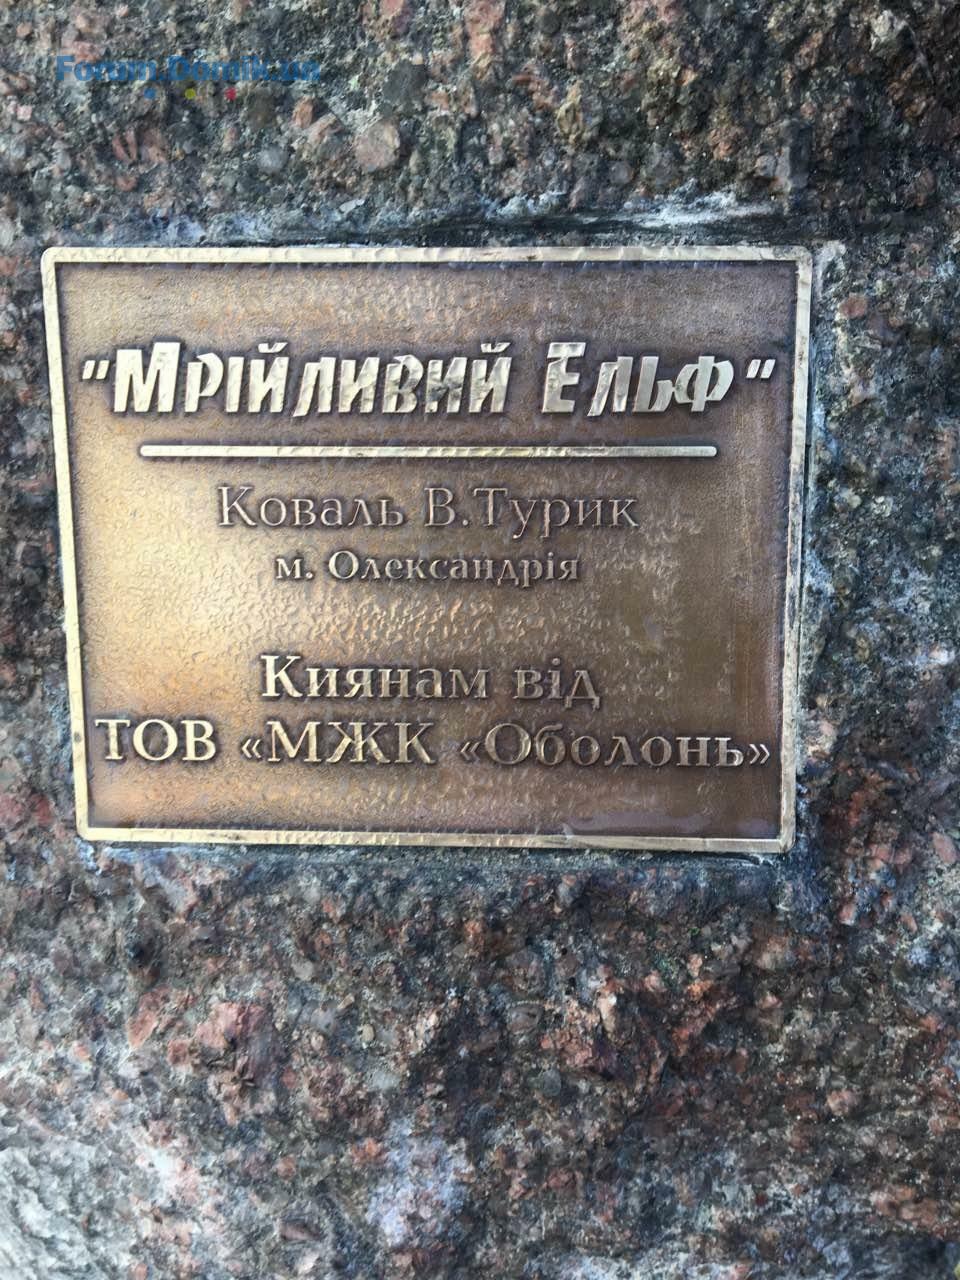 Forum.Domik.ua
"Мрійливий Ельф"
Коваль В.Турик
м. Олександрія
Киянам від
ТОВ «МЖК «Оболонь»